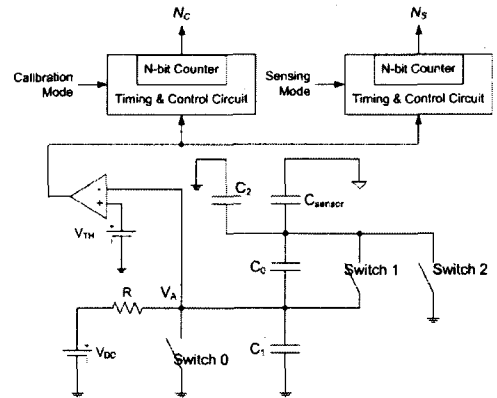 N_C N_S
N-bit Counter N-bit Counter
Calibration Mode Sensing Mode
Timing & Control Circuit Timing & Control Circuit
C_2 C_sensor
- +
V_TH
C_0 Switch 1 Switch 2
R V_A
V_DC Switch 0 C_1